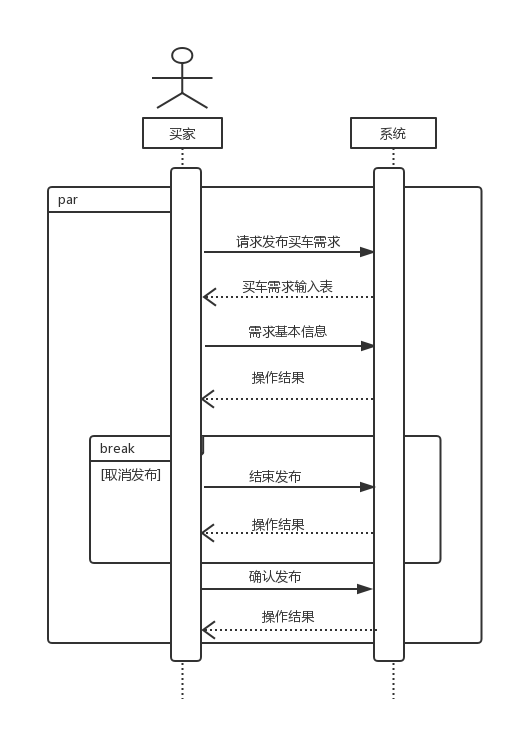 买家
系统
par
请求发布买车需求
买车需求输入表
需求基本信息
操作结果
break
[取消发布]
结束发布
操作结果
确认发布
操作结果